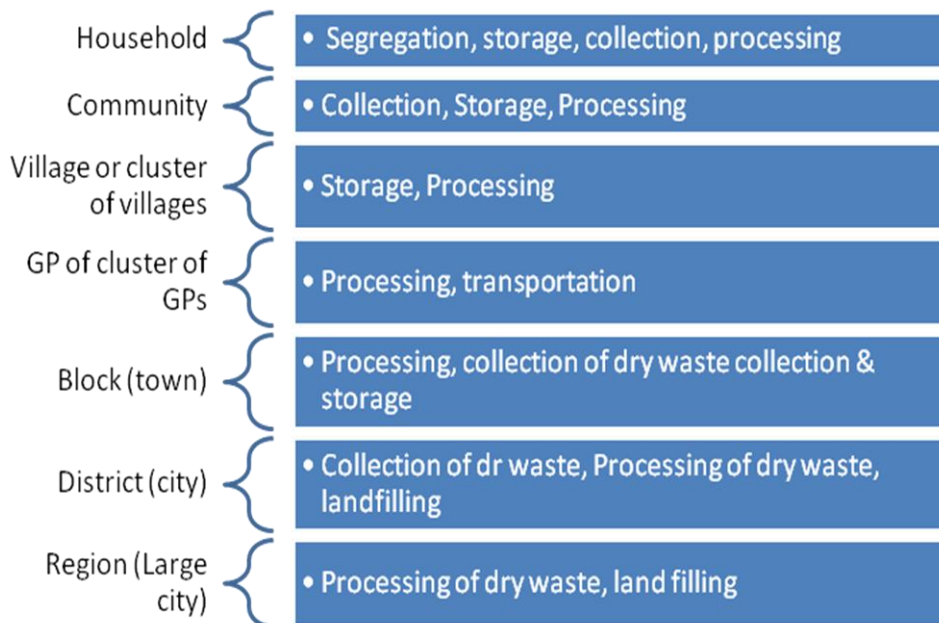 Household
• Segregation, storage, collection, processing
Community
• Collection, Storage, Processing
Village or cluster
of villages
• Storage, Processing
GP of cluster of
GPs
• Processing, transportation
Block (town)
• Processing, collection of dry waste collection &
storage
District (city)
• Collection of dr waste, Processing of dry waste,
landfilling
Region (Large
city)
• Processing of dry waste, land filling